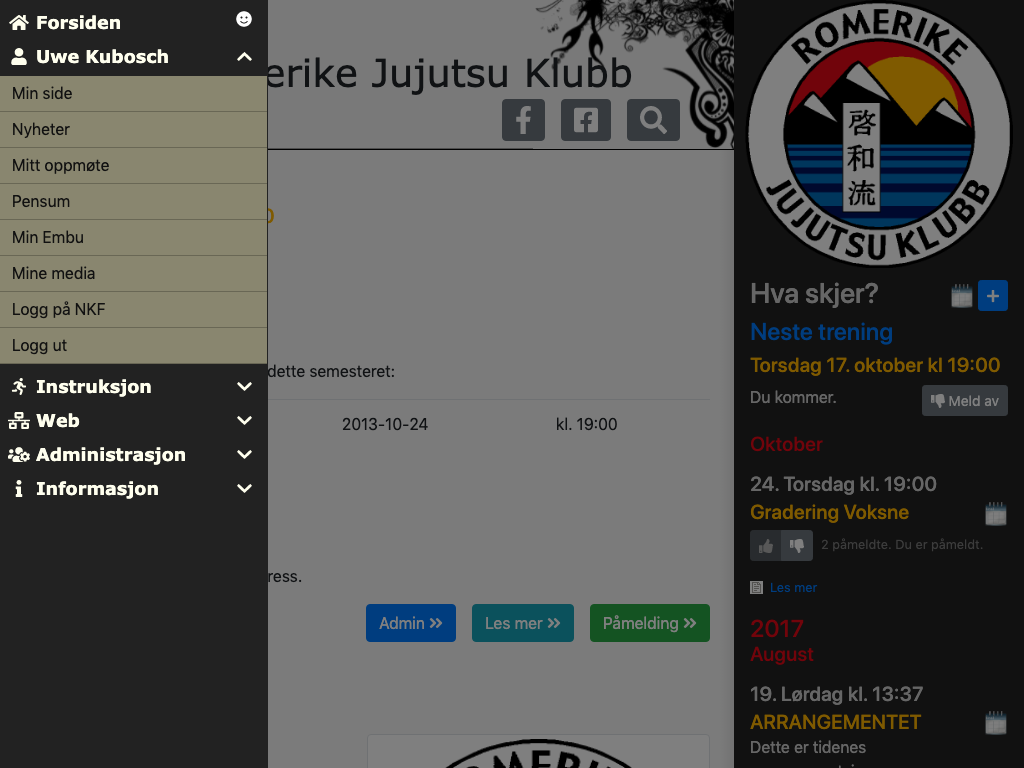 Forsiden
Uwe Kubosch
Min side
Nyheter
Mitt oppmøte
Pensum
Min Embu
Mine media
Logg på NKF
Logg ut
Instruksjon
Web
Administrasjon
Informasjon
erike Jujutsu Klubb
dette semesteret:
2013-10-24 kl. 19:00
ress.
Admin
Les mer
Påmelding
ROMERIKE
ROMERIKE
啓和流
JUJUTSU KLUBB
Hva skjer?
Neste trening
Torsdag 17. oktober kl 19:00
Du kommer.
Meld av
Oktober
24. Torsdag kl. 19:00
Gradering Voksne
2 påmeldte. Du er påmeldt.
Les mer
2017
August
19. Lørdag kl. 13:37
ARRANGEMENTET
Dette er tidenes